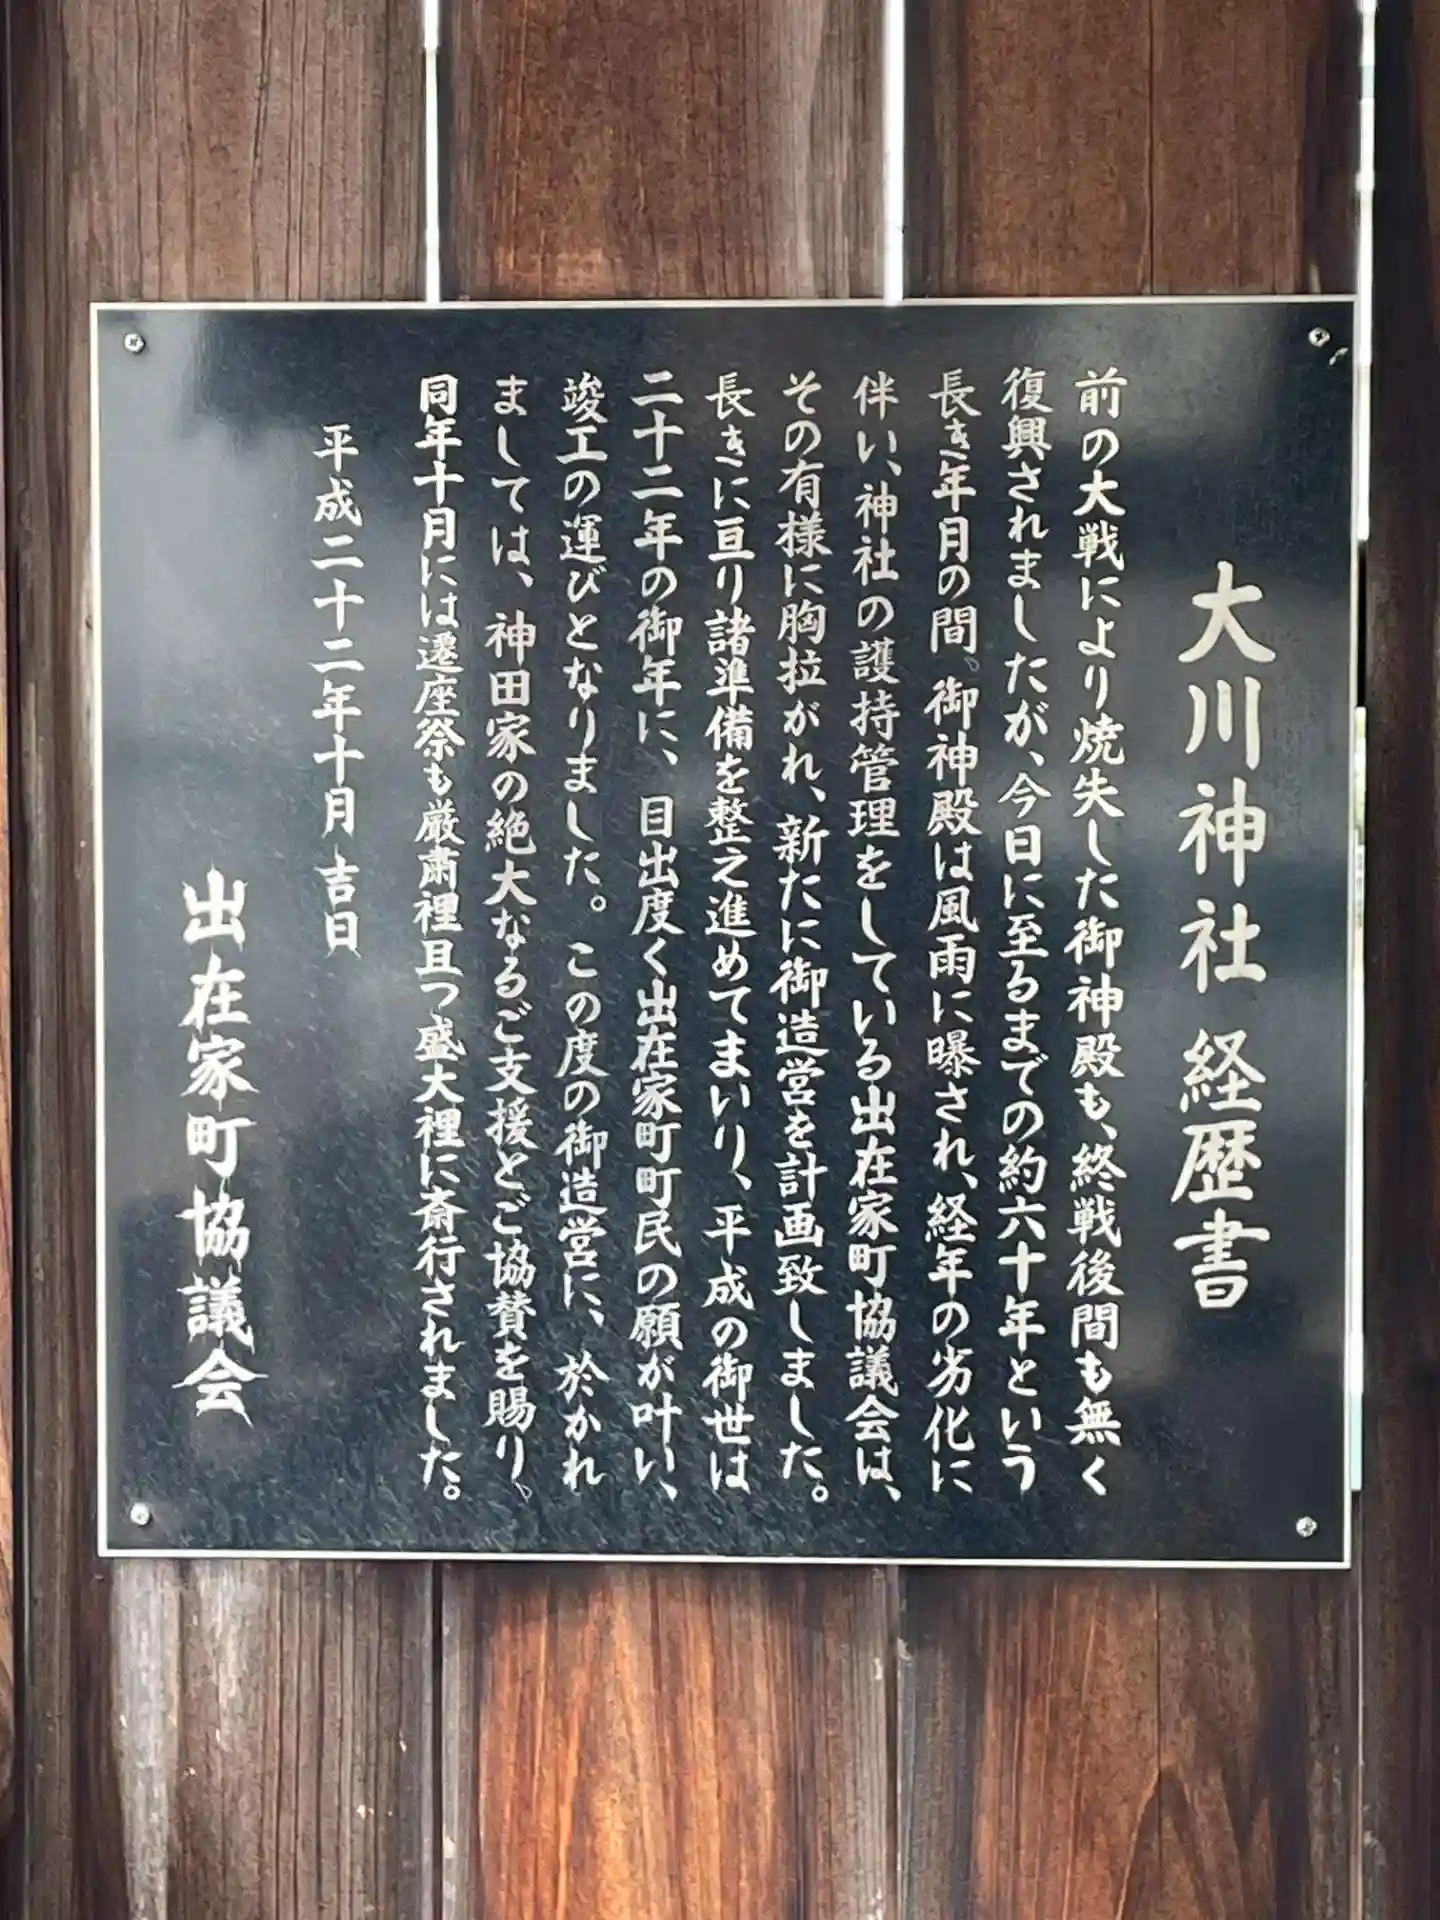 大川神社 経歴書
前の大戦により焼失した御神殿も、終戦後間も無く
復興されましたが、今日に至るまでの約六十年という
長き年月の間。御神殿は風雨に曝され、経年の劣化に
伴い、神社の護持管理をしている出在家町協議会は、
その有様に胸拉がれ、新たに御造営を計画致しました。
長きに亘り諸準備を整え進めてまいり、平成の御世は
二十二年の御年に、目出度く出在家町町民の願が叶い、
竣工の運びとなりました。この度の御造営に、於かれ
ましては、神田家の絶大なるご支援とご協賛を賜り、
同年十月には遷座祭も厳粛裡且つ盛大裡に斎行されました。
平成二十二年十月 吉日
出在家町協議会